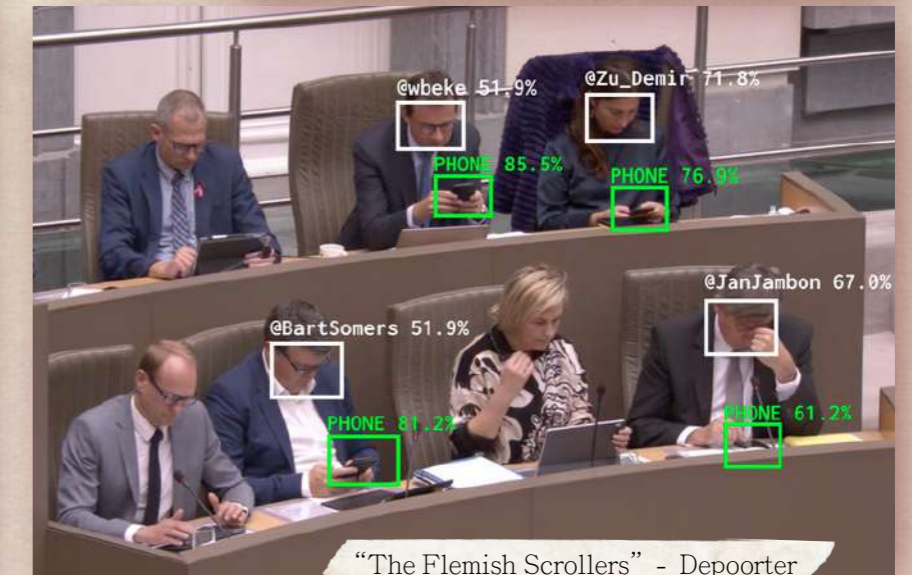 @wbeke 51.9%
@Zu_Demir 71.8%
PHONE 85.5%
PHONE 76.9%
@JanJambon 67.0%
@BartSomers 51.9%
PHONE 81.2%
PHONE 61.2%
“The Flemish Scrollers” - Depoorter